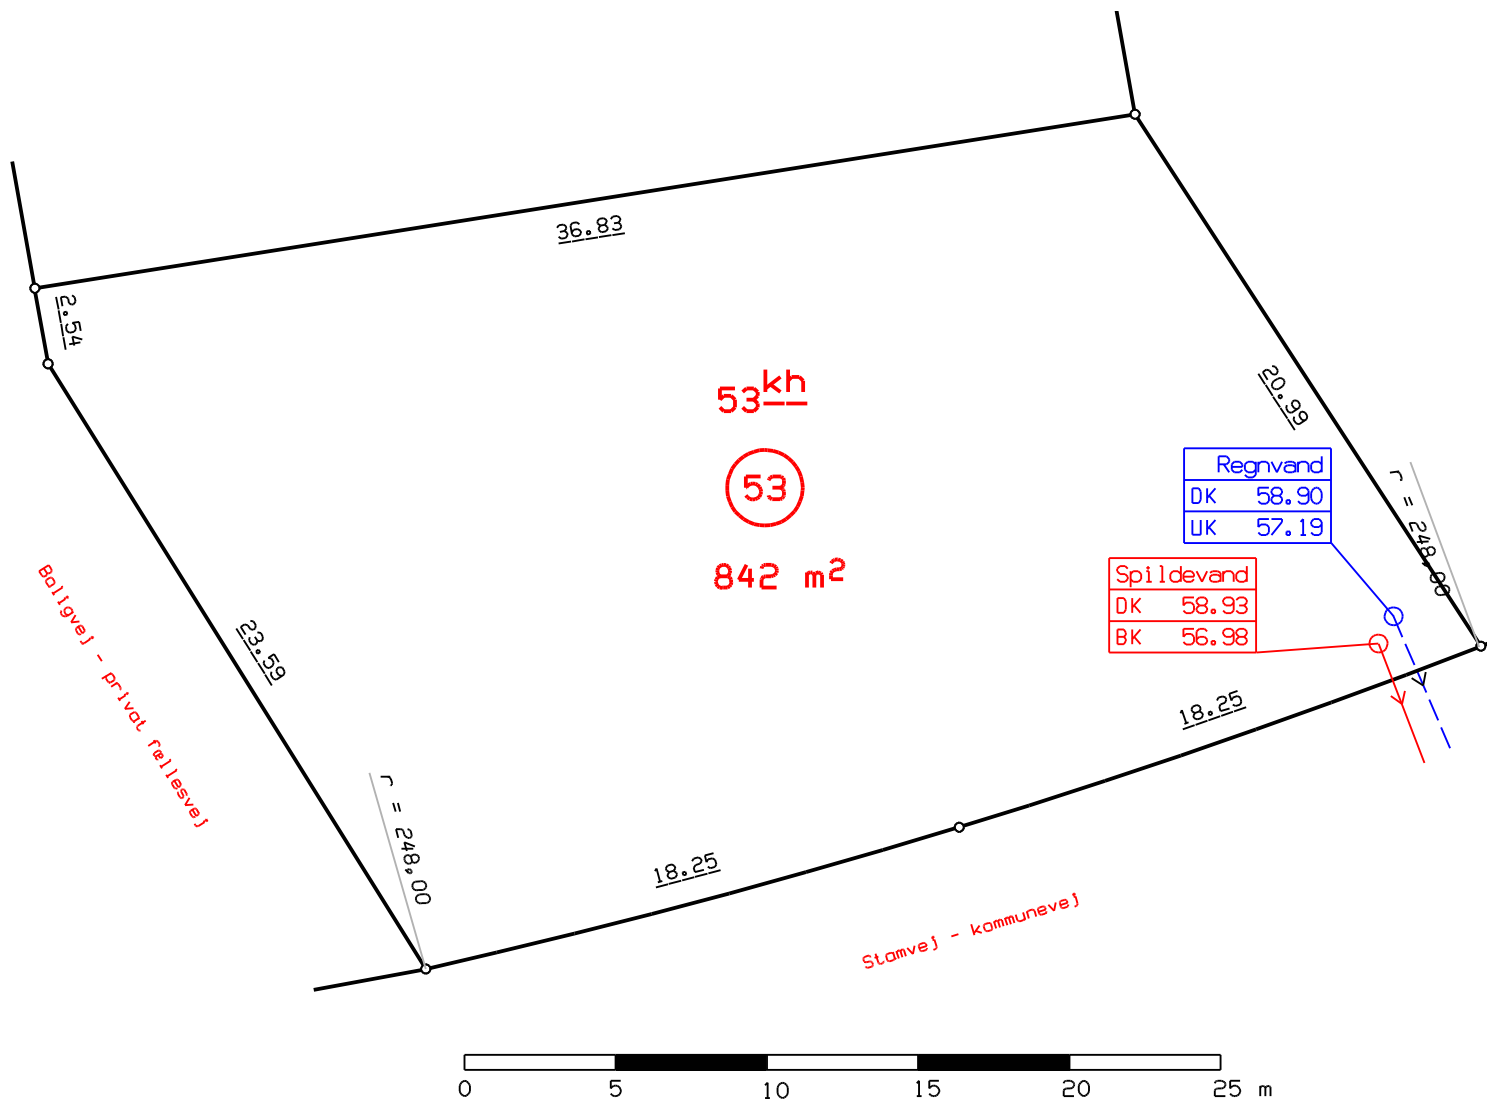 36.83
2.54
53kh
20.99
Regnvand
DK 58.90
UK 57.19
r = 248.00
53
Spildevand
DK 58.93
BK 56.98
842 m²
Baligvej - privat fællesvej
23.59
18.25
r = 248.00
18.25
Stamvej - kommunevej
0 5 10 15 20 25 m